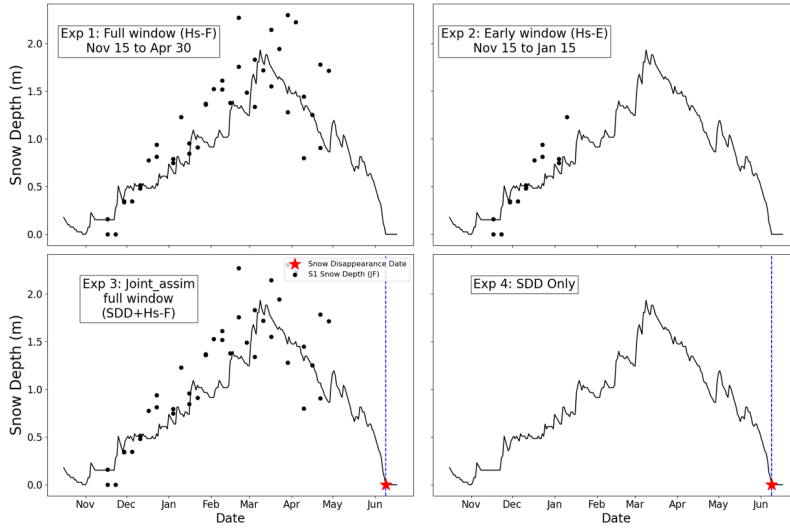 Exp 1: Full window (Hs-F)
Nov 15 to Apr 30
Snow Depth (m)
2.0
1.5
1.0
0.5
0.0
Exp 2: Early window (Hs-E)
Nov 15 to Jan 15
Exp 3: Joint_assim
full window
(SDD+Hs-F)
Snow Disappearance Date
S1 Snow Depth (JF)
Snow Depth (m)
2.0
1.5
1.0
0.5
0.0
Nov Dec Jan Feb Mar Apr May Jun
Date
Exp 4: SDD Only
Nov Dec Jan Feb Mar Apr May Jun
Date